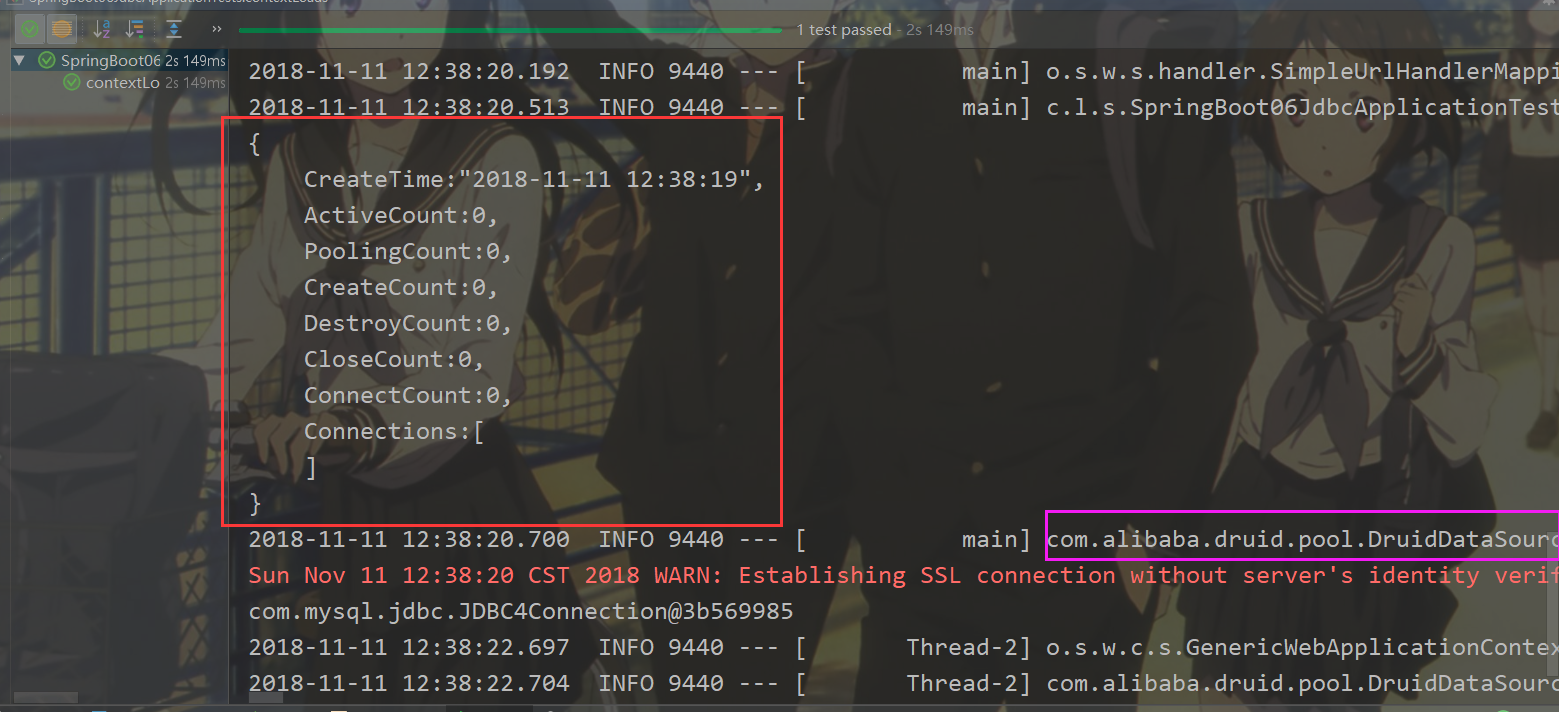 1 test passed - 2s 149ms
SpringBoot06 2s 149ms
contextLo 2s 149ms
2018-11-11 12:38:20.192  INFO 9440 --- [           main] o.s.w.s.handler.SimpleUrlHandlerMappi
2018-11-11 12:38:20.513  INFO 9440 --- [           main] c.l.s.SpringBoot06JdbcApplicationTest
{
    CreateTime:"2018-11-11 12:38:19",
    ActiveCount:0,
    PoolingCount:0,
    CreateCount:0,
    DestroyCount:0,
    CloseCount:0,
    ConnectCount:0,
    Connections:[
    ]
}
2018-11-11 12:38:20.700  INFO 9440 --- [           main] com.alibaba.druid.pool.DruidDataSourc
Sun Nov 11 12:38:20 CST 2018 WARN: Establishing SSL connection without server's identity verif
com.mysql.jdbc.JDBC4Connection@3b569985
2018-11-11 12:38:22.697  INFO 9440 --- [       Thread-2] o.s.w.c.s.GenericWebApplicationContex
2018-11-11 12:38:22.704  INFO 9440 --- [       Thread-2] com.alibaba.druid.pool.DruidDataSourc